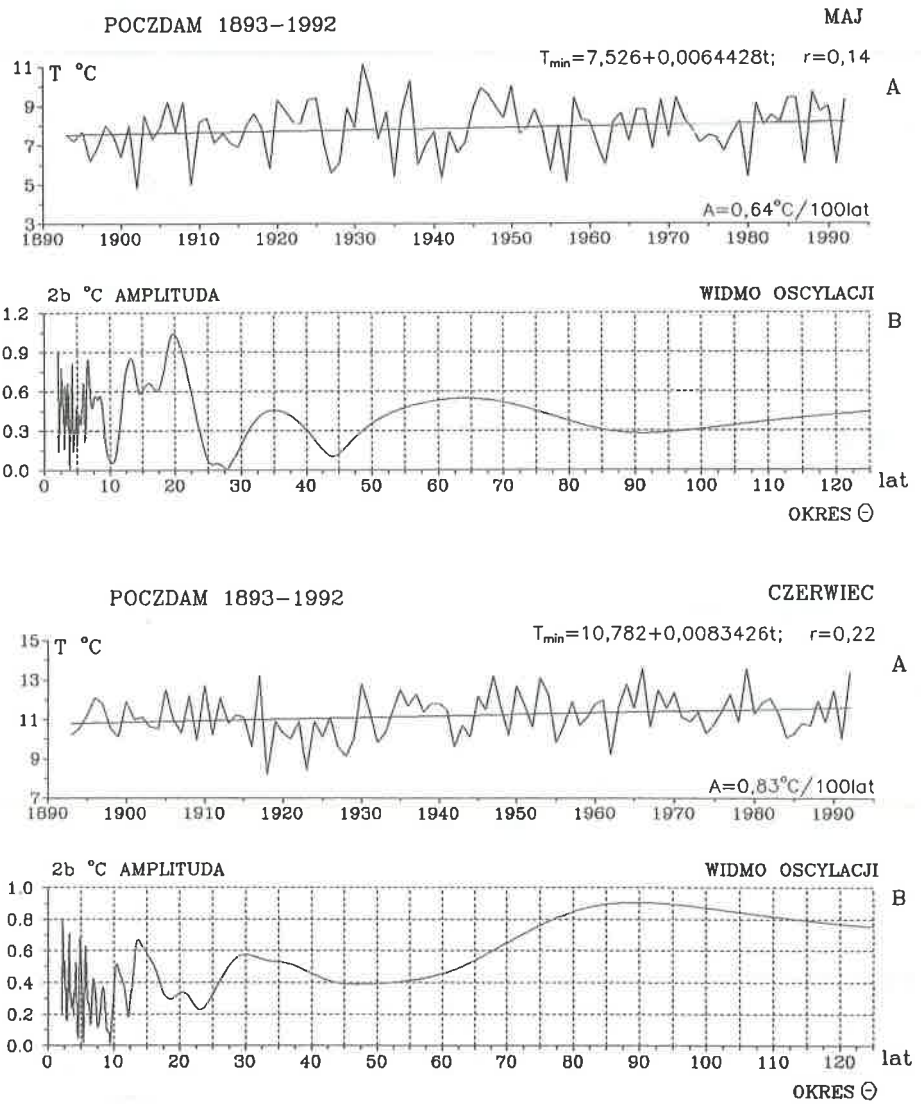 POCZDAM 1893-1992
MAJ
T °C
Tmin=7,526+0,0064428t; r=0,14
A
11
9
7
5
3
A=0,64°C/100lat
1890 1900 1910 1920 1930 1940 1950 1960 1970 1980 1990
2b °C AMPLITUDA
WIDMO OSCYLACJI
B
1.2
0.9
0.6
0.3
0.0
0 10 20 30 40 50 60 70 80 90 100 110 120 lat
OKRES Θ
POCZDAM 1893-1992
CZERWIEC
T °C
Tmin=10,782+0,0083426t; r=0,22
A
15
13
11
9
7
A=0,83°C/100lat
1890 1900 1910 1920 1930 1940 1950 1960 1970 1980 1990
2b °C AMPLITUDA
WIDMO OSCYLACJI
B
1.0
0.8
0.6
0.4
0.2
0.0
0 10 20 30 40 50 60 70 80 90 100 110 120 lat
OKRES Θ